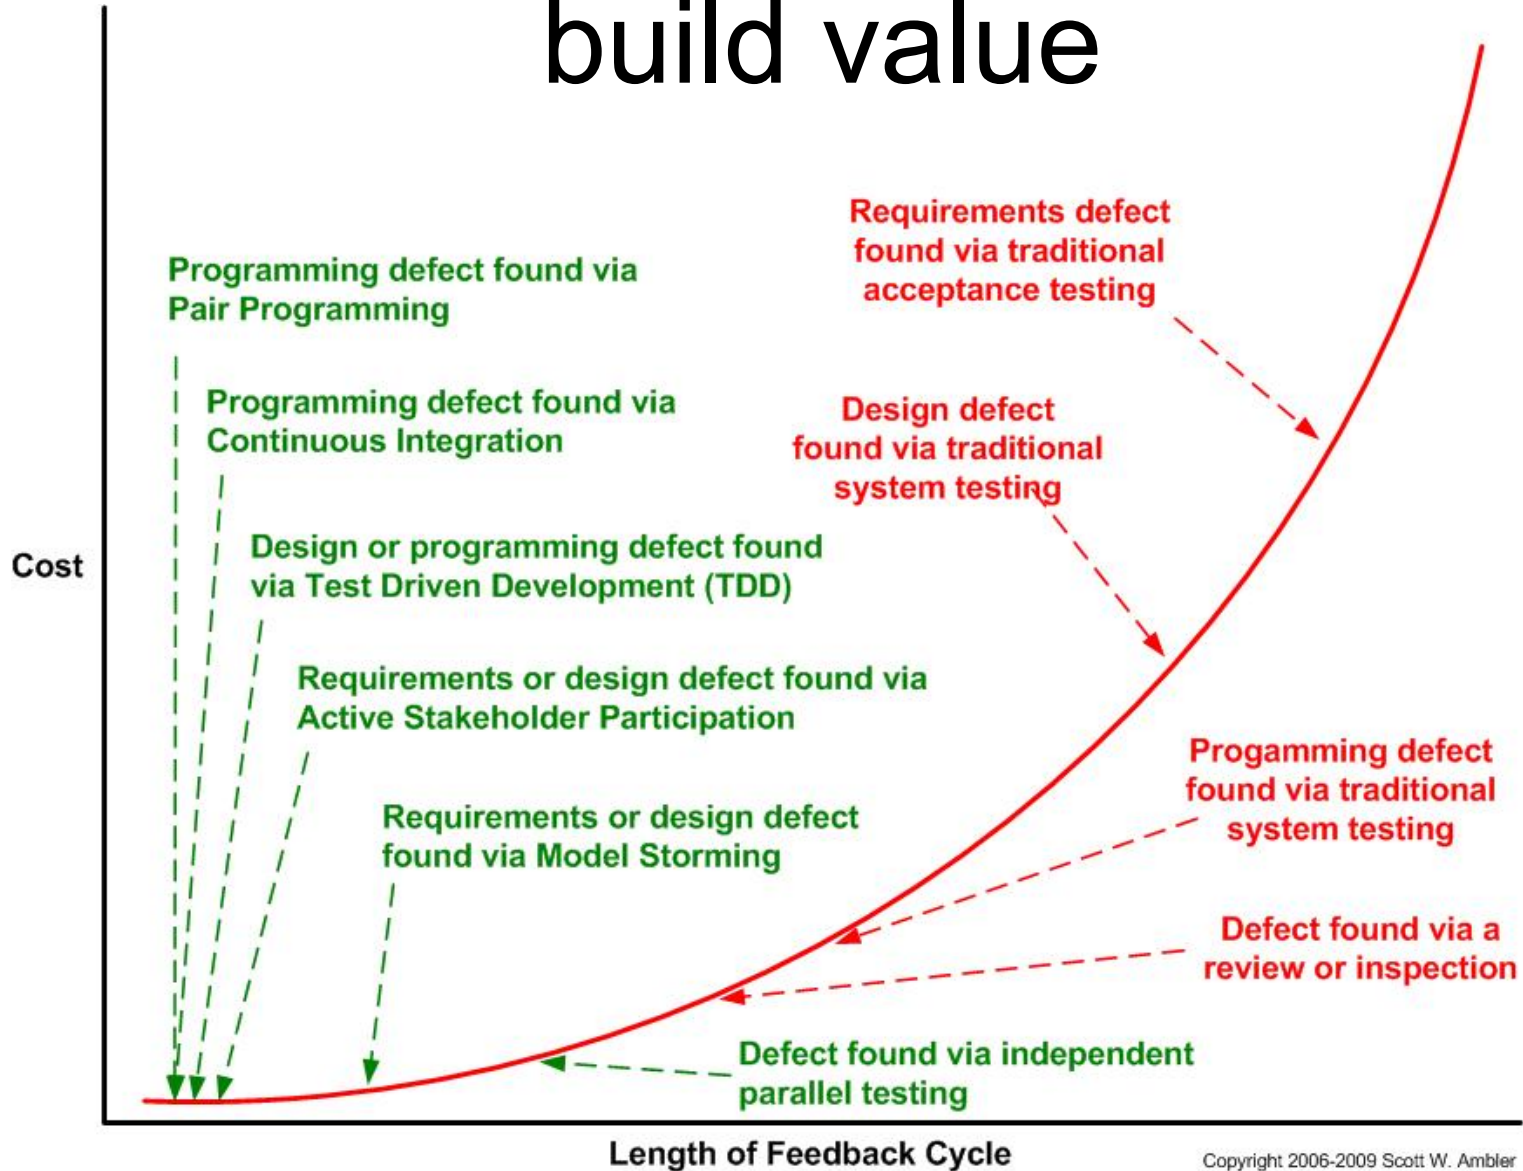 build value
Requirements defect
found via traditional
acceptance testing
Programming defect found via
Pair Programming
Programming defect found via
Continuous Integration
Design defect
found via traditional
system testing
Design or programming defect found
via Test Driven Development (TDD)
Cost
Requirements or design defect found via
Active Stakeholder Participation
Progamming defect
found via traditional
system testing
Requirements or design defect
found via Model Storming
Defect found via a
review or inspection
Defect found via independent
parallel testing
Length of Feedback Cycle
Copyright 2006-2009 Scott W. Ambler